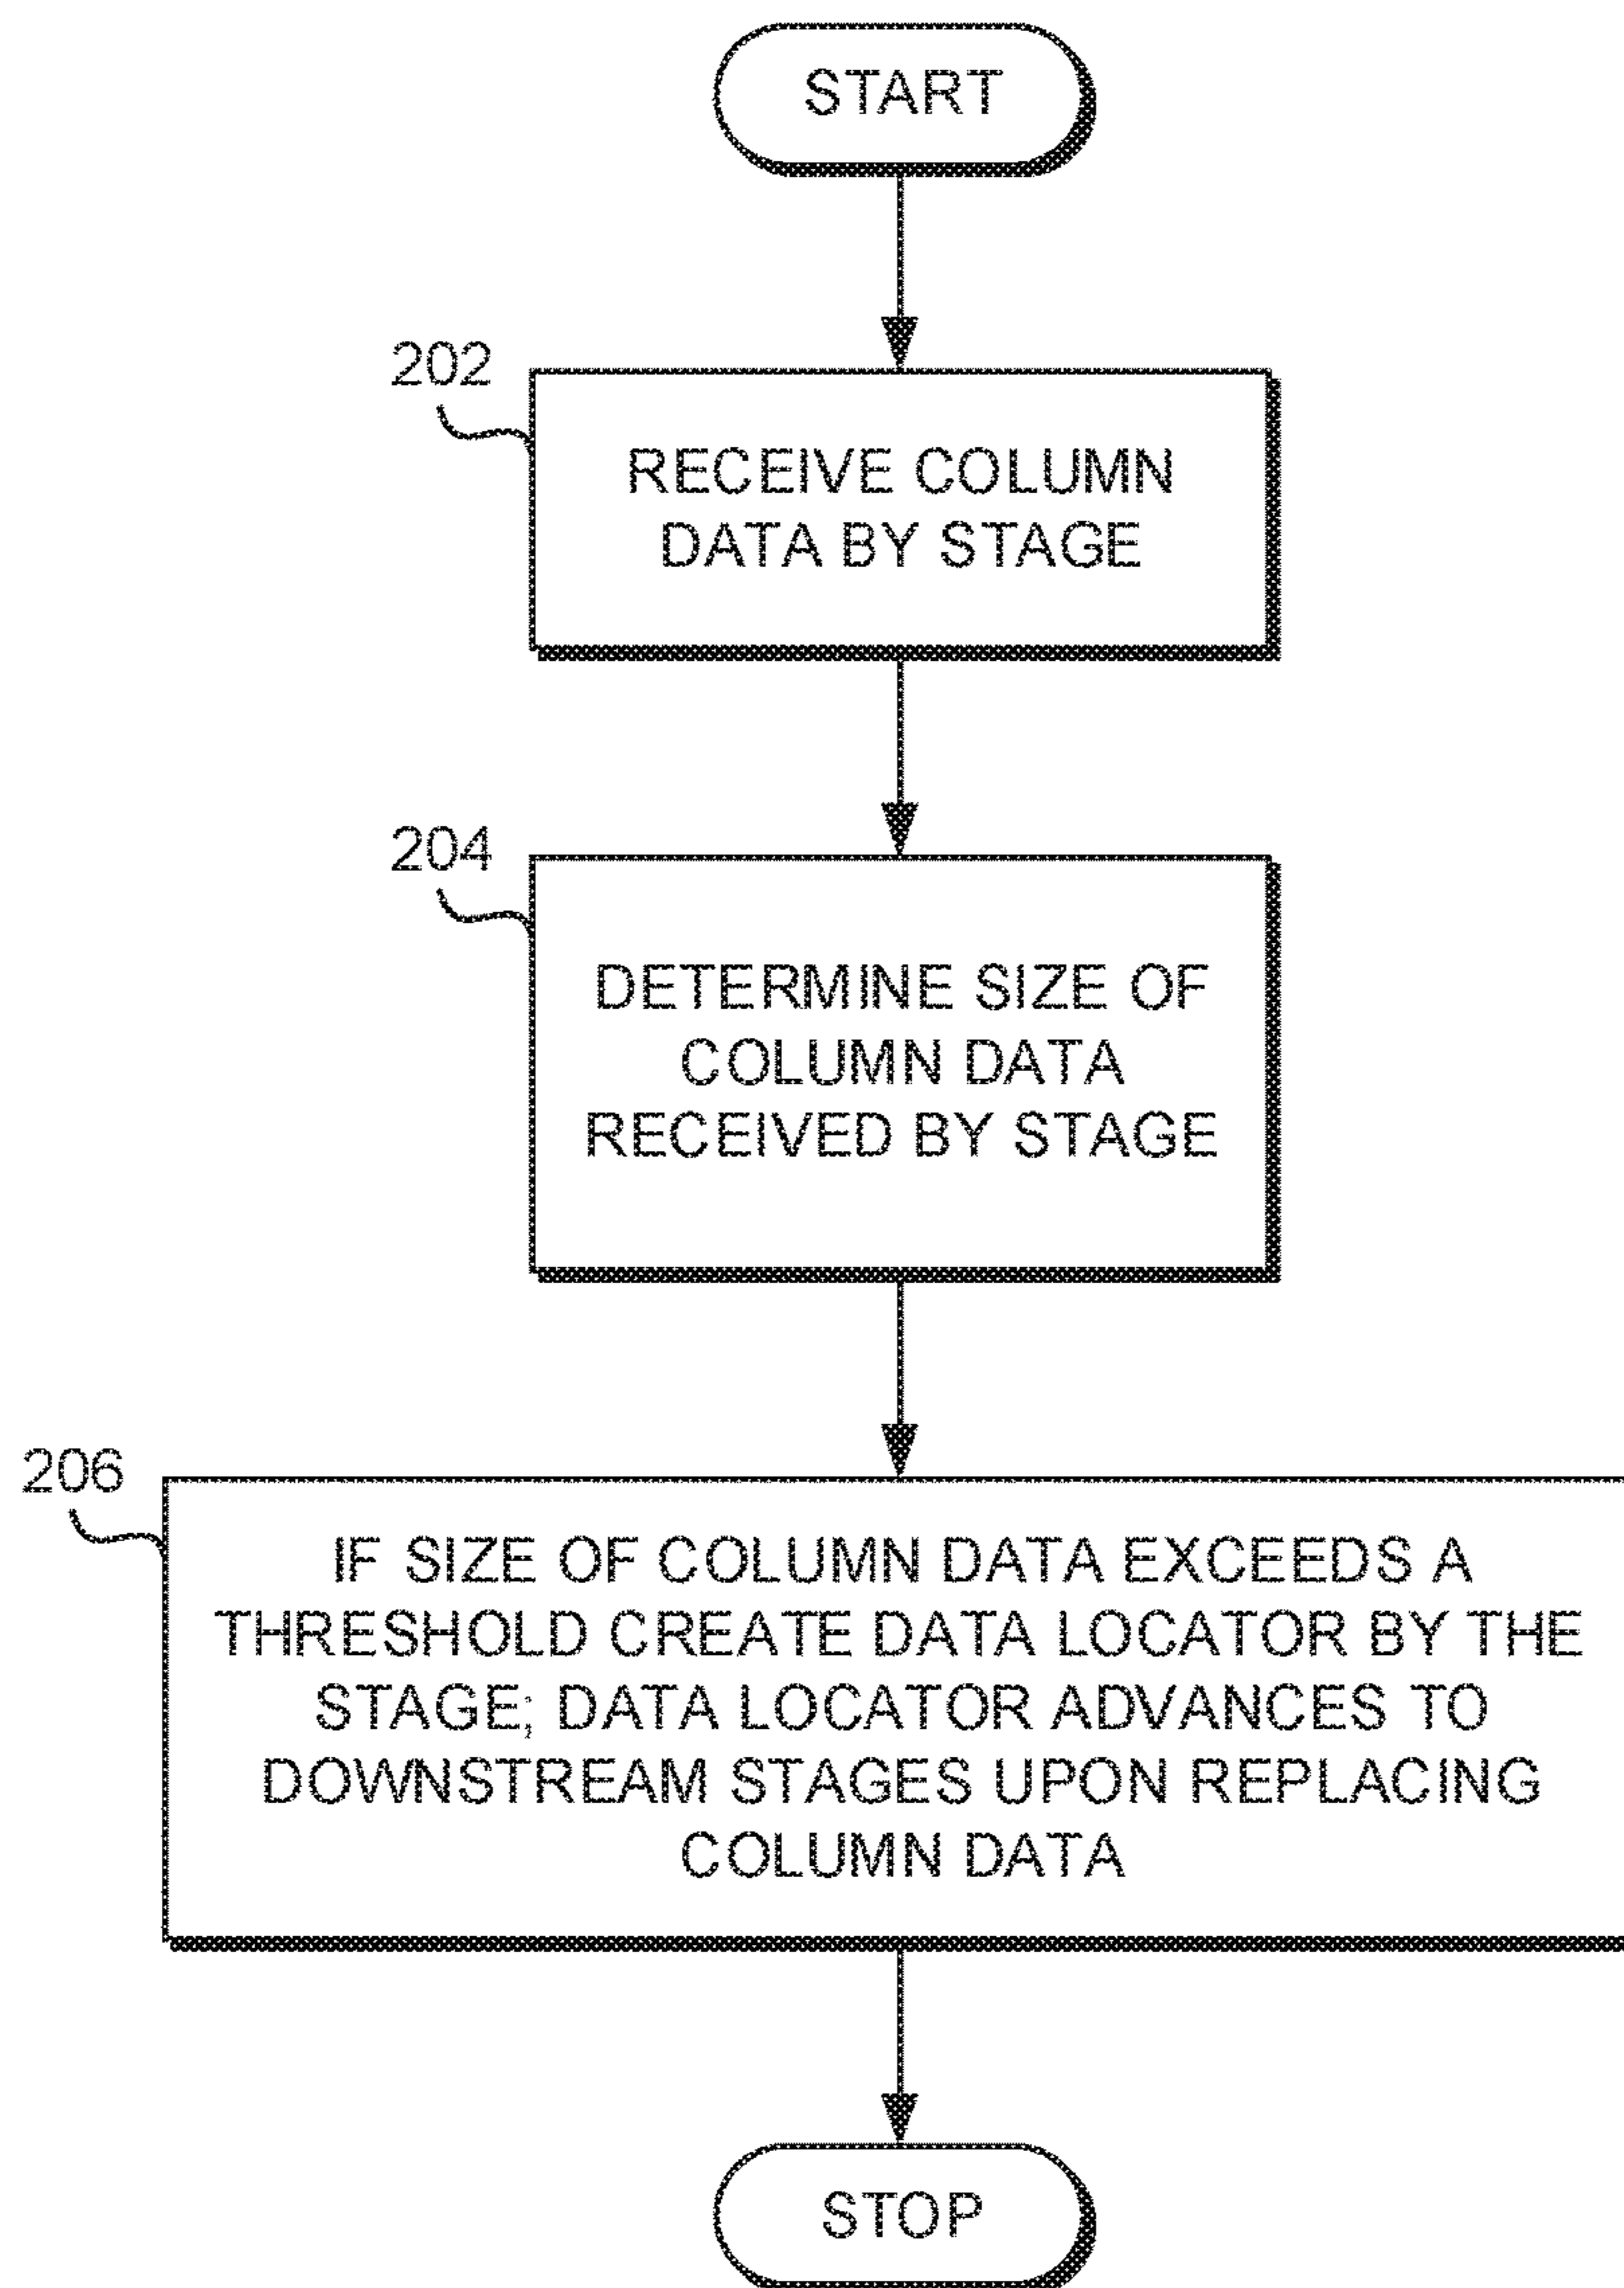 START
202
RECEIVE COLUMN
DATA BY STAGE
204
DETERMINE SIZE OF
COLUMN DATA
RECEIVED BY STAGE
206
IF SIZE OF COLUMN DATA EXCEEDS A
THRESHOLD CREATE DATA LOCATOR BY THE
STAGE; DATA LOCATOR ADVANCES TO
DOWNSTREAM STAGES UPON REPLACING
COLUMN DATA
STOP